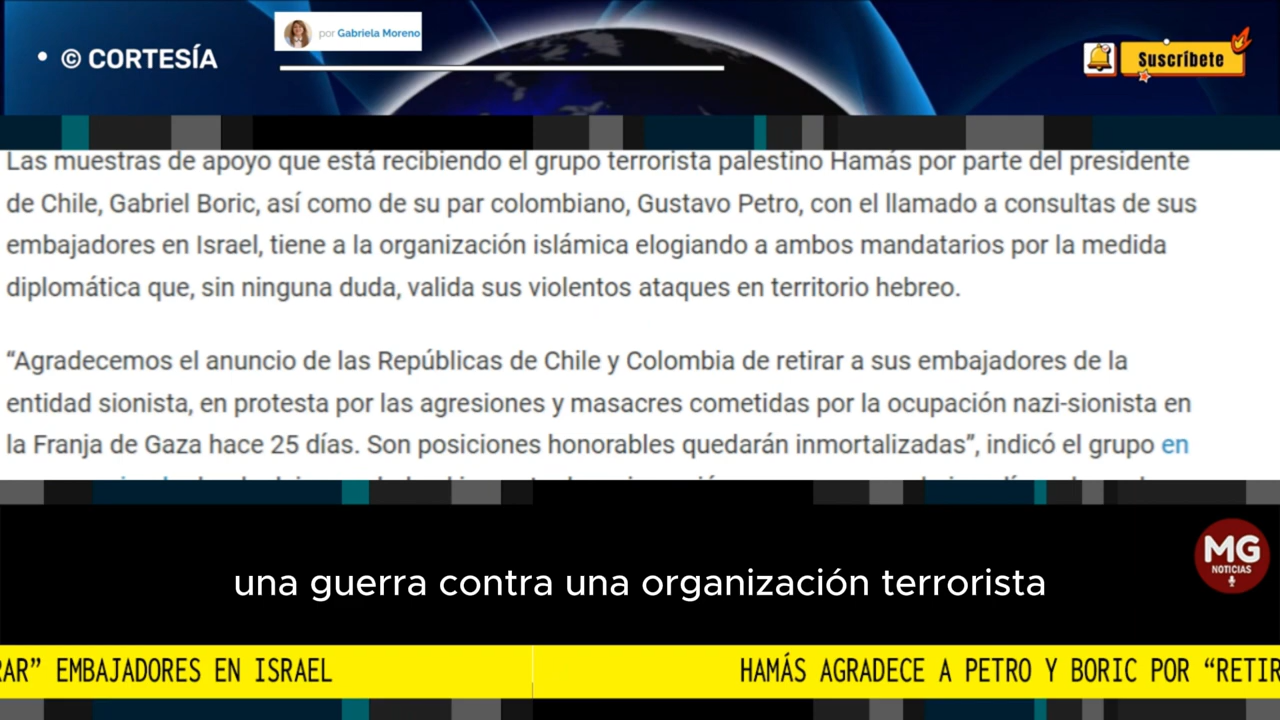 • © CORTESÍA
por Gabriela Moreno
Suscríbete
Las muestras de apoyo que está recibiendo el grupo terrorista palestino Hamás por parte del presidente
de Chile, Gabriel Boric, así como de su par colombiano, Gustavo Petro, con el llamado a consultas de sus
embajadores en Israel, tiene a la organización islámica elogiando a ambos mandatarios por la medida
diplomática que, sin ninguna duda, valida sus violentos ataques en territorio hebreo.
“Agradecemos el anuncio de las Repúblicas de Chile y Colombia de retirar a sus embajadores de la
entidad sionista, en protesta por las agresiones y masacres cometidas por la ocupación nazi-sionista en
la Franja de Gaza hace 25 días. Son posiciones honorables quedarán inmortalizadas”, indicó el grupo en
MG
NOTICIAS
una guerra contra una organización terrorista
RAR” EMBAJADORES EN ISRAEL
HAMÁS AGRADECE A PETRO Y BORIC POR “RETIR